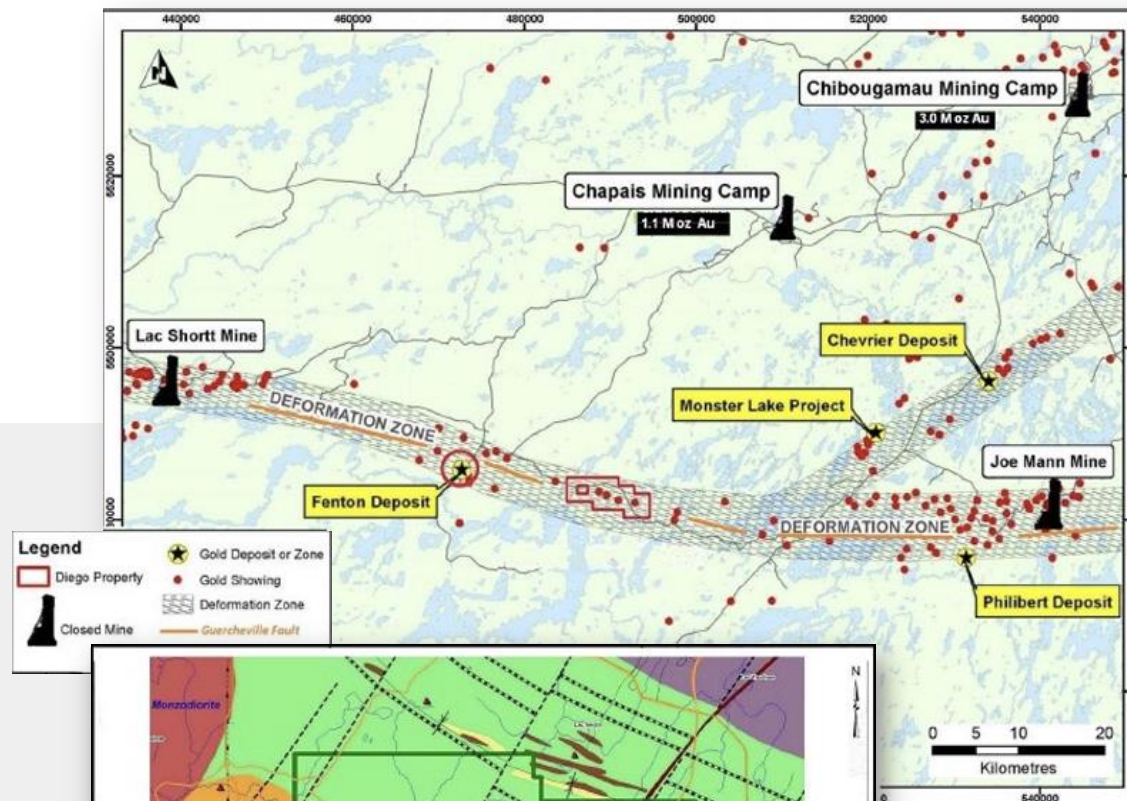 440000 460000 480000 500000 520000 540000
N
Chibougamau Mining Camp
3.0 M oz Au
Chapais Mining Camp
1.1 M oz Au
Lac Shortt Mine
Chevrier Deposit
DEFORMATION ZONE
Monster Lake Project
Joe Mann Mine
Fenton Deposit
DEFORMATION ZONE
Philibert Deposit
Legend
Gold Deposit or Zone
Diego Property
Gold Showing
Deformation Zone
Closed Mine
Guercheville Fault
0 5 10 20
Kilometres
540000
N
Monzodiorite